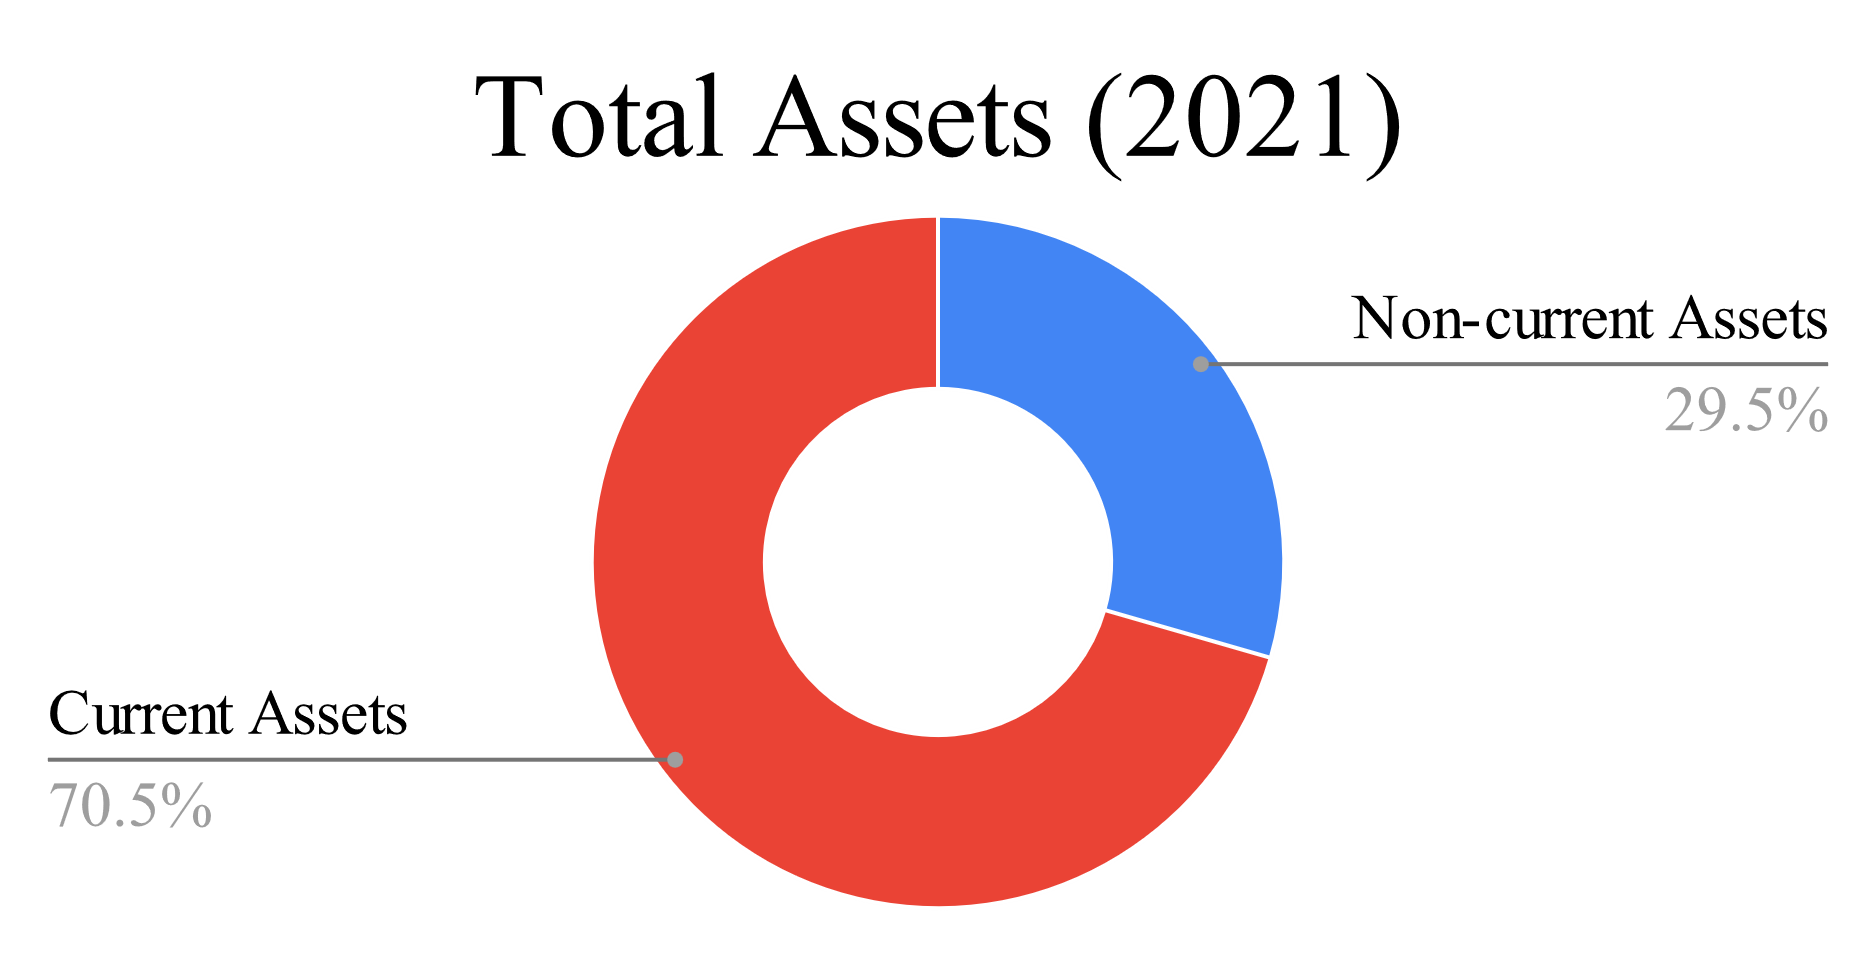 Total Assets (2021)
Non-current Assets
29.5%
Current Assets
70.5%